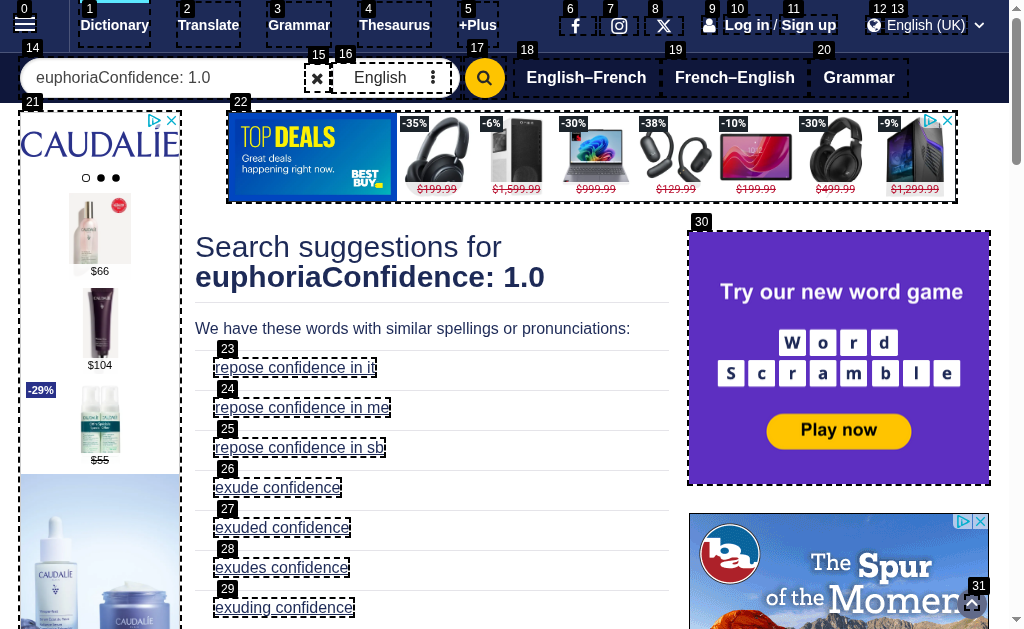 0 1 2 3 4 5 6 7 8 9 10 11 12 13
Dictionary Translate Grammar Thesaurus +Plus Log in / Sign up English (UK)
14 15 16 17 18 19 20
euphoriaConfidence: 1.0 English English–French French–English Grammar
21 22
CAUDALIE
$66
$104
-29%
$55
CAUDALIE
CAUDALIE
TOP DEALS
Great deals
happening right now.
BEST
BUY
-35% -6% -30% -38% -10% -30% -9%
$199.99 $1,599.99 $999.99 $129.99 $199.99 $499.99 $1,299.99
Search suggestions for
euphoriaConfidence: 1.0
We have these words with similar spellings or pronunciations:
23
repose confidence in it
24
repose confidence in me
25
repose confidence in sb
26
exude confidence
27
exuded confidence
28
exudes confidence
29
exuding confidence
30
Try our new word game
Word
Scramble
Play now
The Spur
of the Moment
31